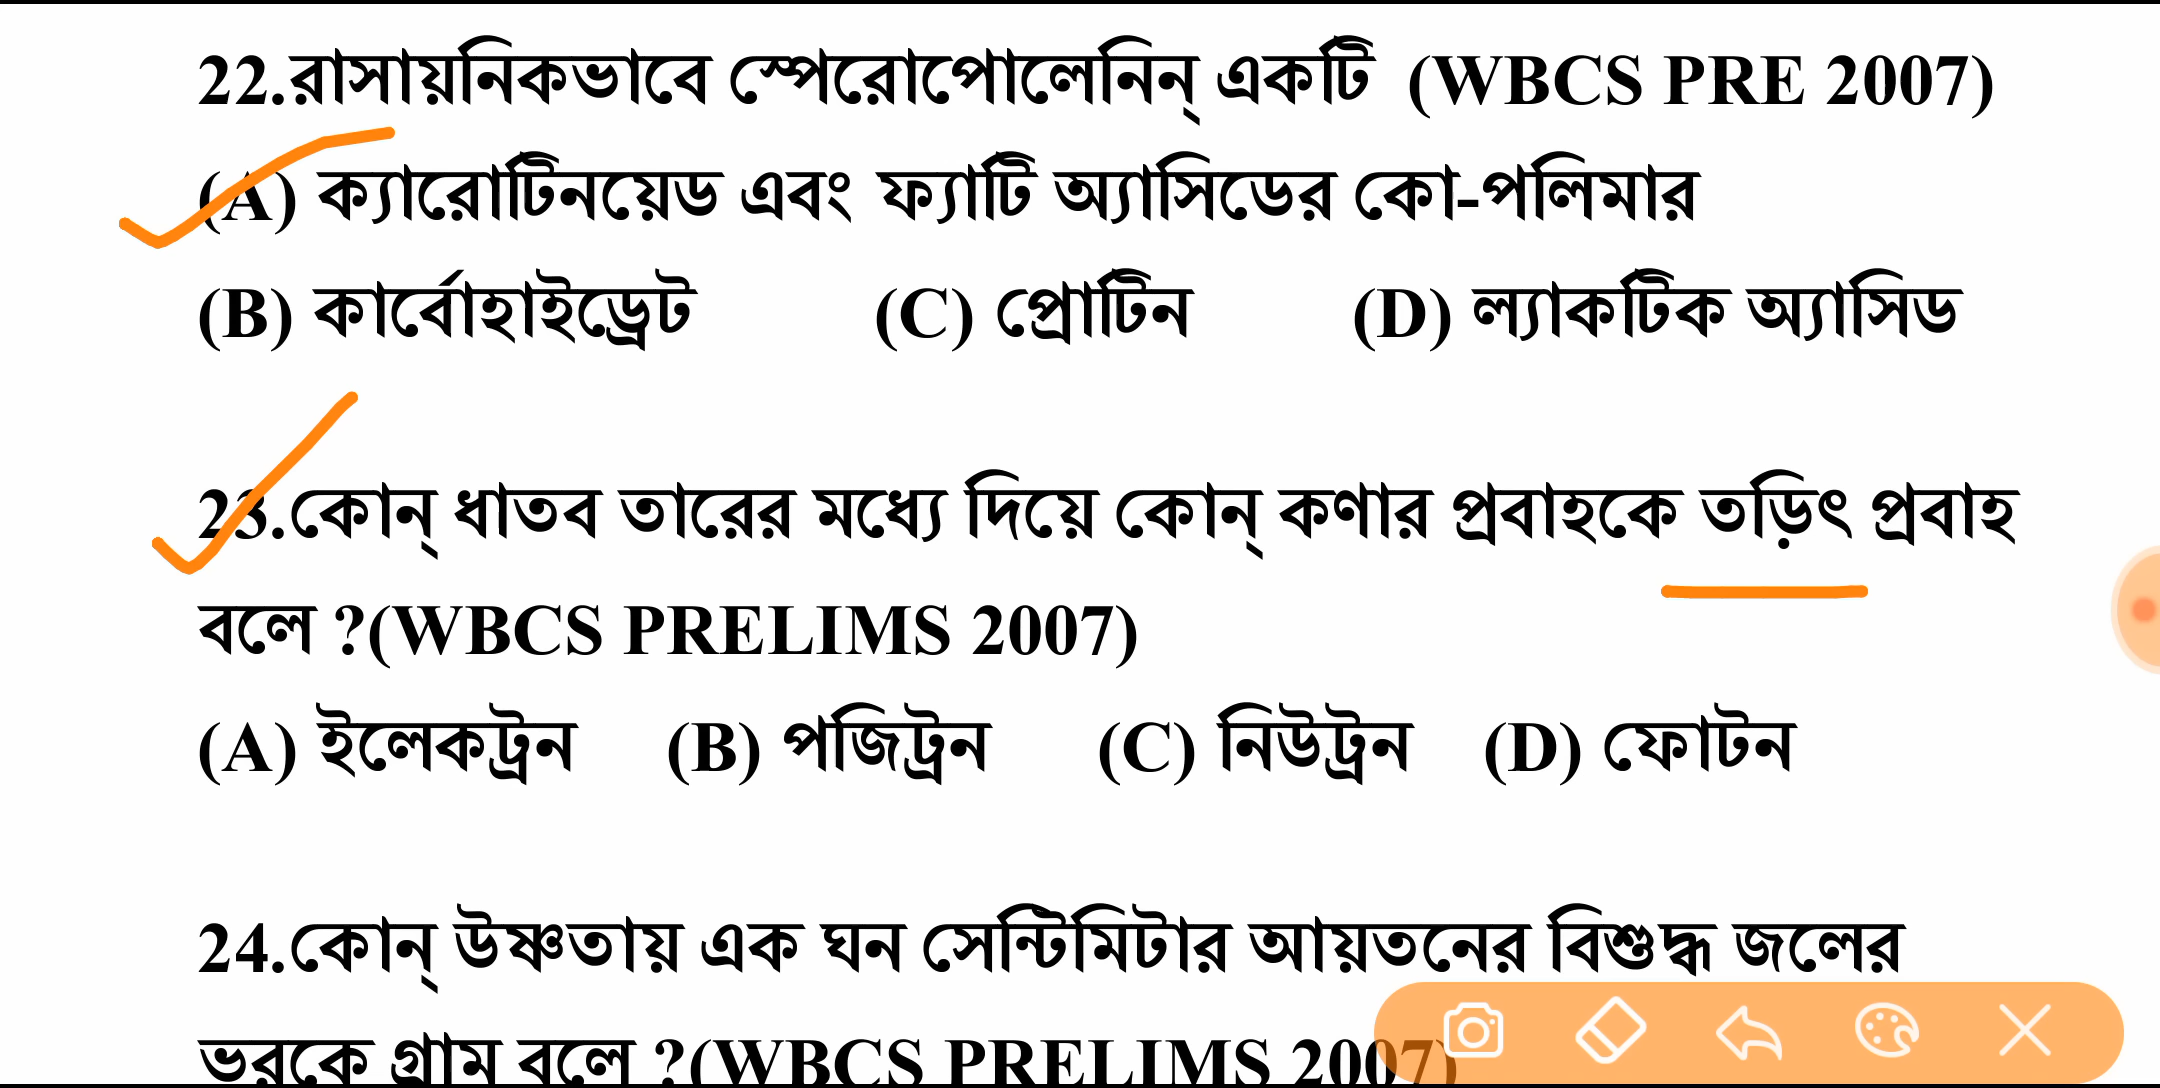 22.রাসায়নিকভাবে স্পেরোপোলেনিন্ একটি (WBCS PRE 2007)
(A) ক্যারোটিনয়েড এবং ফ্যাটি অ্যাসিডের কো-পলিমার
(B) কার্বোহাইড্রেট (C) প্রোটিন (D) ল্যাকটিক অ্যাসিড
23.কোন্ ধাতব তারের মধ্যে দিয়ে কোন্ কণার প্রবাহকে তড়িৎ প্রবাহ
বলে ?(WBCS PRELIMS 2007)
(A) ইলেকট্রন (B) পজিট্রন (C) নিউট্রন (D) ফোটন
24.কোন্ উষ্ণতায় এক ঘন সেন্টিমিটার আয়তনের বিশুদ্ধ জলের
ভরকে গ্রাম বলে ?(WBCS PRELIMS 2007)